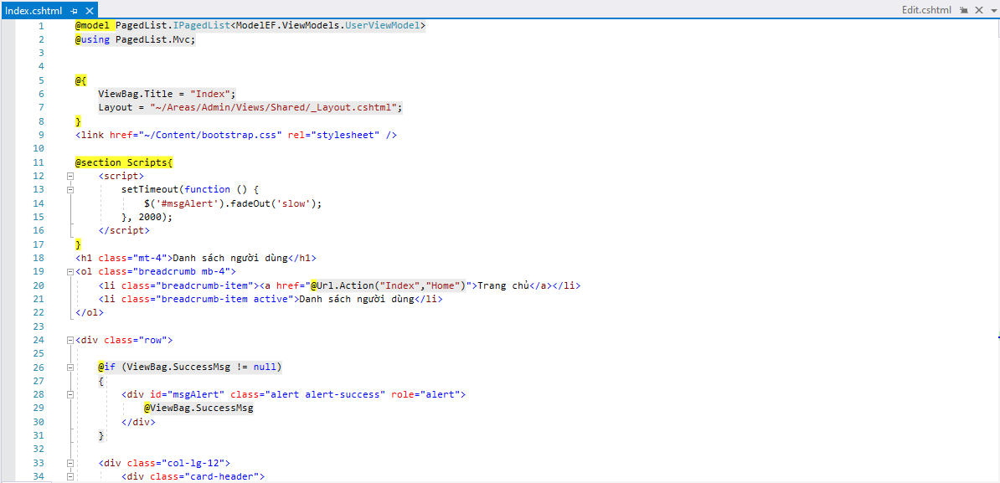 Index.cshtml
Edit.cshtml
1 @model PagedList.IPagedList<ModelEF.ViewModels.UserViewModel>
2 @using PagedList.Mvc;
3
4
5 @{
6 ViewBag.Title = "Index";
7 Layout = "~/Areas/Admin/Views/Shared/_Layout.cshtml";
8 }
9 <link href="~/Content/bootstrap.css" rel="stylesheet" />
10
11 @section Scripts{
12 <script>
13 setTimeout(function () {
14 $('#msgAlert').fadeOut('slow');
15 }, 2000);
16 </script>
17 }
18 <h1 class="mt-4">Danh sách người dùng</h1>
19 <ol class="breadcrumb mb-4">
20 <li class="breadcrumb-item"><a href="@Url.Action("Index","Home")">Trang chủ</a></li>
21 <li class="breadcrumb-item active">Danh sách người dùng</li>
22 </ol>
23
24 <div class="row">
25
26 @if (ViewBag.SuccessMsg != null)
27 {
28 <div id="msgAlert" class="alert alert-success" role="alert">
29 @ViewBag.SuccessMsg
30 </div>
31 }
32
33 <div class="col-lg-12">
34 <div class="card-header">